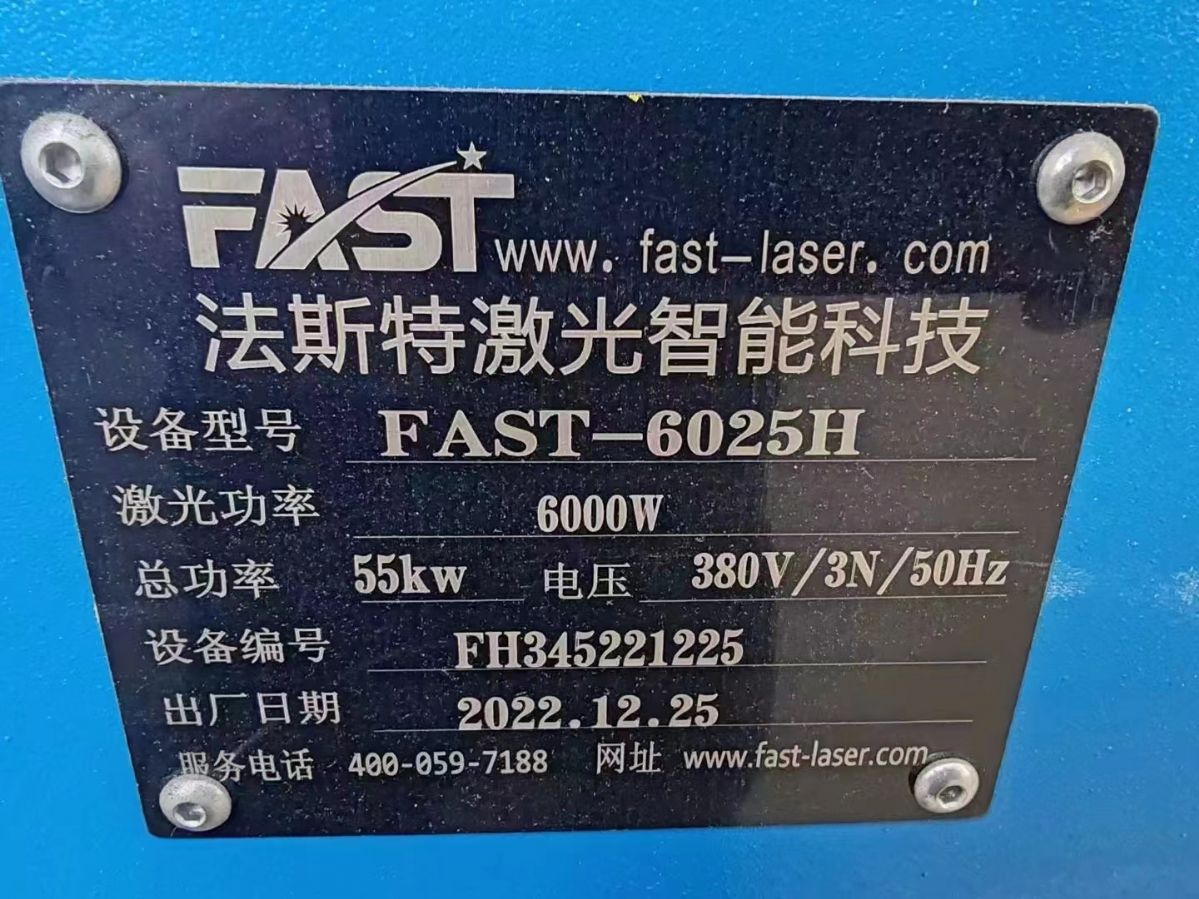 FAST www.fast-laser.com
法斯特激光智能科技
设备型号 FAST-6025H
激光功率 6000W
总功率 55kw 电压 380V/3N/50Hz
设备编号 FH345221225
出厂日期 2022.12.25
服务电话 400-059-7188 网址 www.fast-laser.com